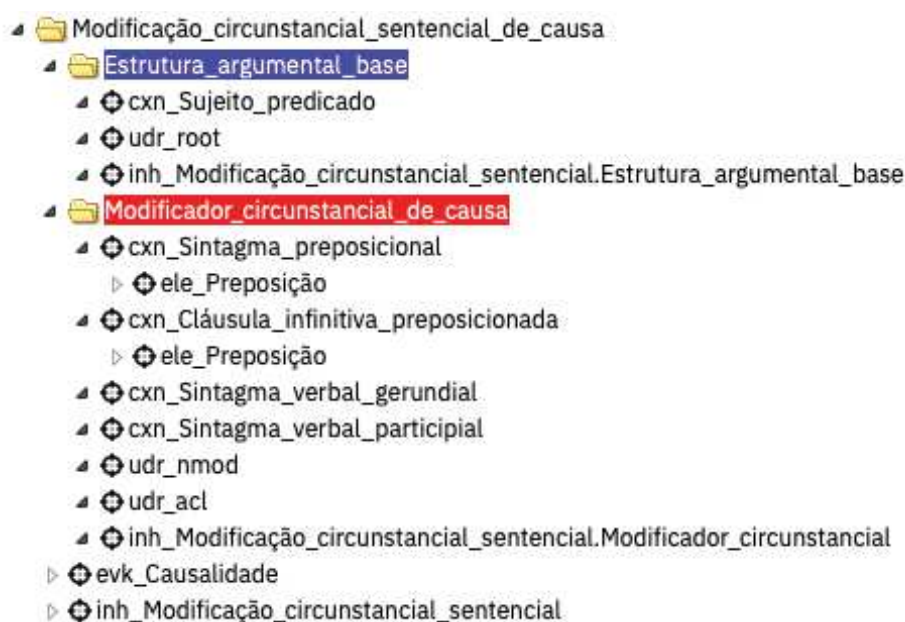 Modificação_circunstancial_sentencial_de_causa
Estrutura_argumental_base
cxn_Sujeito_predicado
udr_root
inh_Modificação_circunstancial_sentencial.Estrutura_argumental_base
Modificador_circunstancial_de_causa
cxn_Sintagma_preposicional
ele_Preposição
cxn_Cláusula_infinitiva_preposicionada
ele_Preposição
cxn_Sintagma_verbal_gerundial
cxn_Sintagma_verbal_participial
udr_nmod
udr_acl
inh_Modificação_circunstancial_sentencial.Modificador_circunstancial
evk_Causalidade
inh_Modificação_circunstancial_sentencial